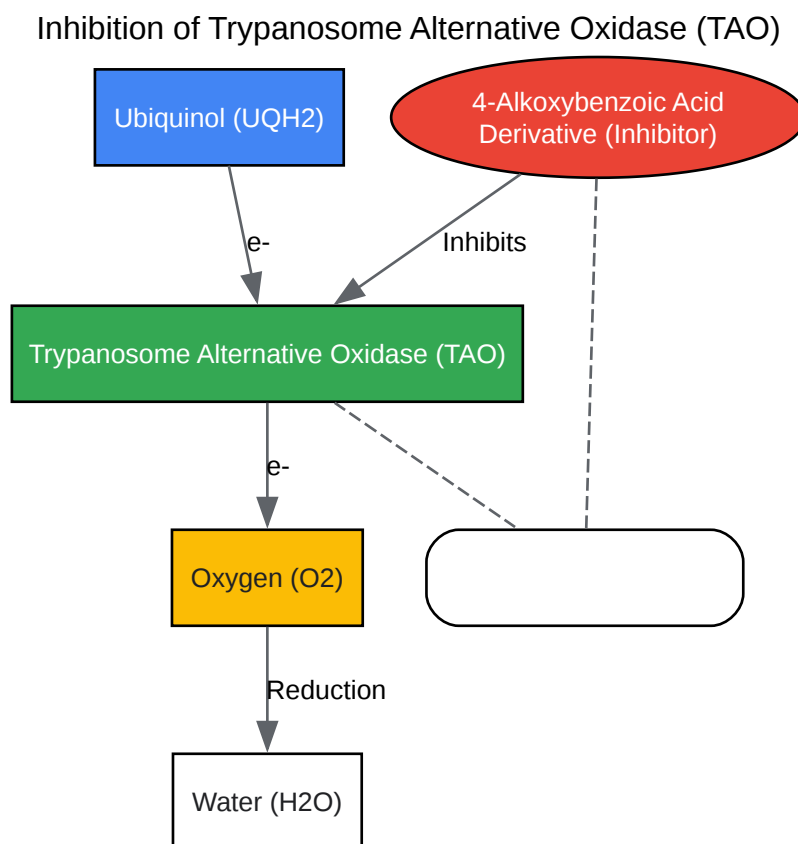 Inhibition of Trypanosome Alternative Oxidase (TAO)
Ubiquinol (UQH2)
4-Alkoxybenzoic Acid
Derivative (Inhibitor)
e-
Inhibits
Trypanosome Alternative Oxidase (TAO)
e-
Oxygen (O2)
Reduction
Water (H2O)